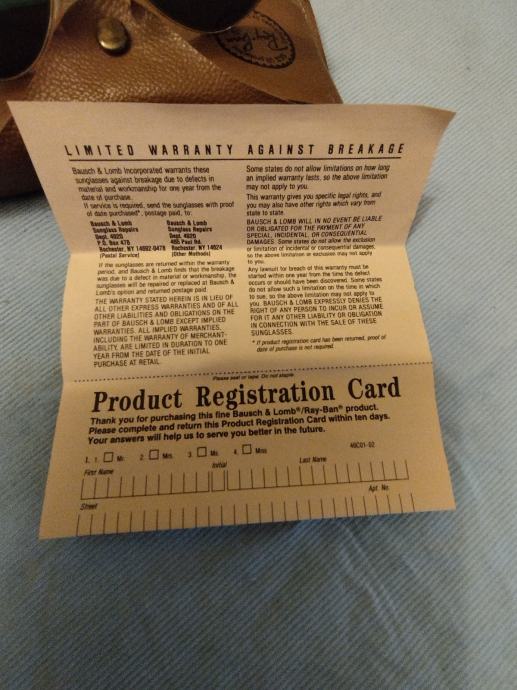 Ray-Ban
LIMITED WARRANTY AGAINST BREAKAGE
Bausch & Lomb Incorporated warrants these
sunglasses against breakage due to defects in
material and workmanship for one year from the
date of purchase.
If service is required, send the sunglasses with proof
of date purchased*, postage paid, to:
Bausch & Lomb
Sunglass Repairs
Dept. 4625
P.O. Box 478
Rochester, NY 14692-0478
(Postal Service)
Bausch & Lomb
Sunglass Repairs
Dept. 4625
465 Paul Rd.
Rochester NY 14624
(Other Methods)
If the sunglasses are returned within the warranty
period, and Bausch & Lomb finds that the breakage
was due to a defect in material or workmanship, the
sunglasses will be repaired or replaced at Bausch &
Lomb's option and returned postage paid.
THE WARRANTY STATED HEREIN IS IN LIEU OF
ALL OTHER EXPRESS WARRANTIES AND OF ALL
OTHER LIABILITIES AND OBLIGATIONS ON THE
PART OF BAUSCH & LOMB EXCEPT IMPLIED
WARRANTIES. ALL IMPLIED WARRANTIES,
INCLUDING THE WARRANTY OF MERCHANT-
ABILITY, ARE LIMITED IN DURATION TO ONE
YEAR FROM THE DATE OF THE INITIAL
PURCHASE AT RETAIL.
Some states do not allow limitations on how long
an implied warranty lasts, so the above limitation
may not apply to you.
This warranty gives you specific legal rights, and
you may also have other rights which vary from
state to state.
BAUSCH & LOMB WILL IN NO EVENT BE LIABLE
OR OBLIGATED FOR THE PAYMENT OF ANY
SPECIAL, INCIDENTAL, OR CONSEQUENTIAL
DAMAGES. Some states do not allow the exclusion
or limitation of incidental or consequential damages,
so the above limitation or exclusion may not apply
to you.
Any lawsuit for breach of this warranty must be
started within one year from the time the defect
occurs or should have been discovered. Some states
do not allow such a limitation on the time in which
to sue, so the above limitation may not apply to
you. BAUSCH & LOMB EXPRESSLY DENIES THE
RIGHT OF ANY PERSON TO INCUR OR ASSUME
FOR IT ANY OTHER LIABILITY OR OBLIGATION
IN CONNECTION WITH THE SALE OF THESE
SUNGLASSES.
* If product registration card has been returned, proof of
date of purchase is not required.
Please seal or tape. Do not staple.
Product Registration Card
Thank you for purchasing this fine Bausch & Lomb®/Ray-Ban® product.
Please complete and return this Product Registration Card within ten days.
Your answers will help us to serve you better in the future.
46C01-02
1. 1. Mr. 2. Mrs. 3. Ms. 4. Miss
First Name Initial Last Name
Street Apt. No.